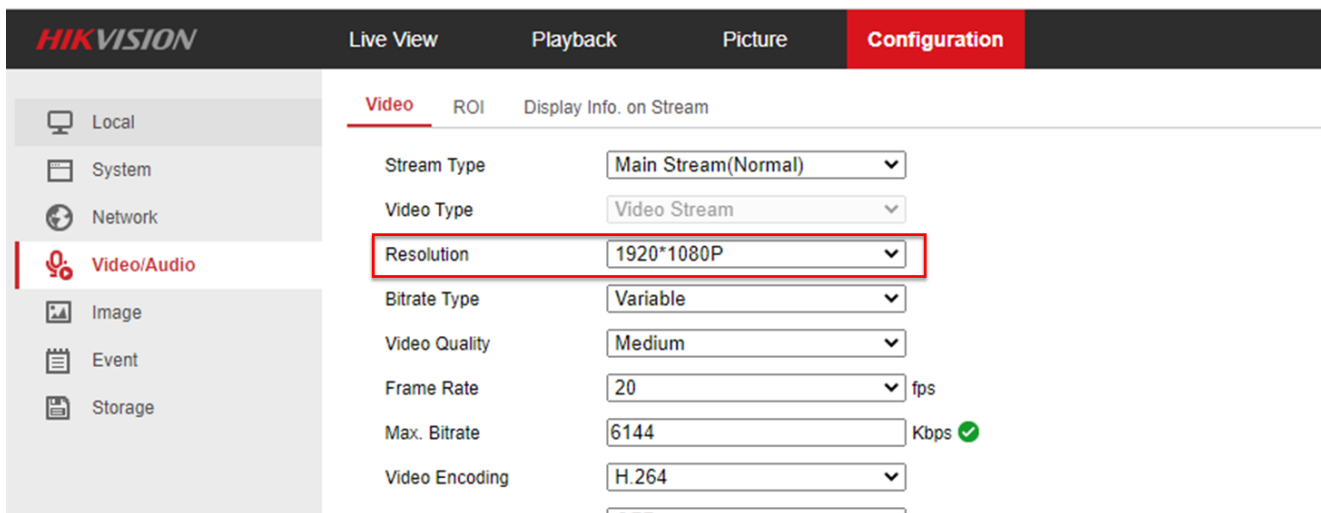 HIKVISION Live View Playback Picture Configuration
Video ROI Display Info. on Stream
Local
System
Network
Video/Audio
Image
Event
Storage
Stream Type Main Stream(Normal)
Video Type Video Stream
Resolution 1920*1080P
Bitrate Type Variable
Video Quality Medium
Frame Rate 20 fps
Max. Bitrate 6144 Kbps
Video Encoding H.264